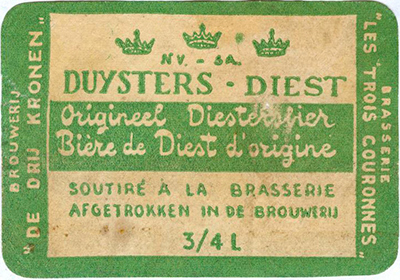 NV. - SA.
DUYSTERS - DIEST
Origineel Diestersbier
Bière de Diest d'origine
SOUTIRÉ À LA BRASSERIE
AFGETROKKEN IN DE BROUWERIJ
3/4 L
BROUWERIJ
"DE DRIJ KRONEN"
BRASSERIE
"LES TROIS COURONNES"